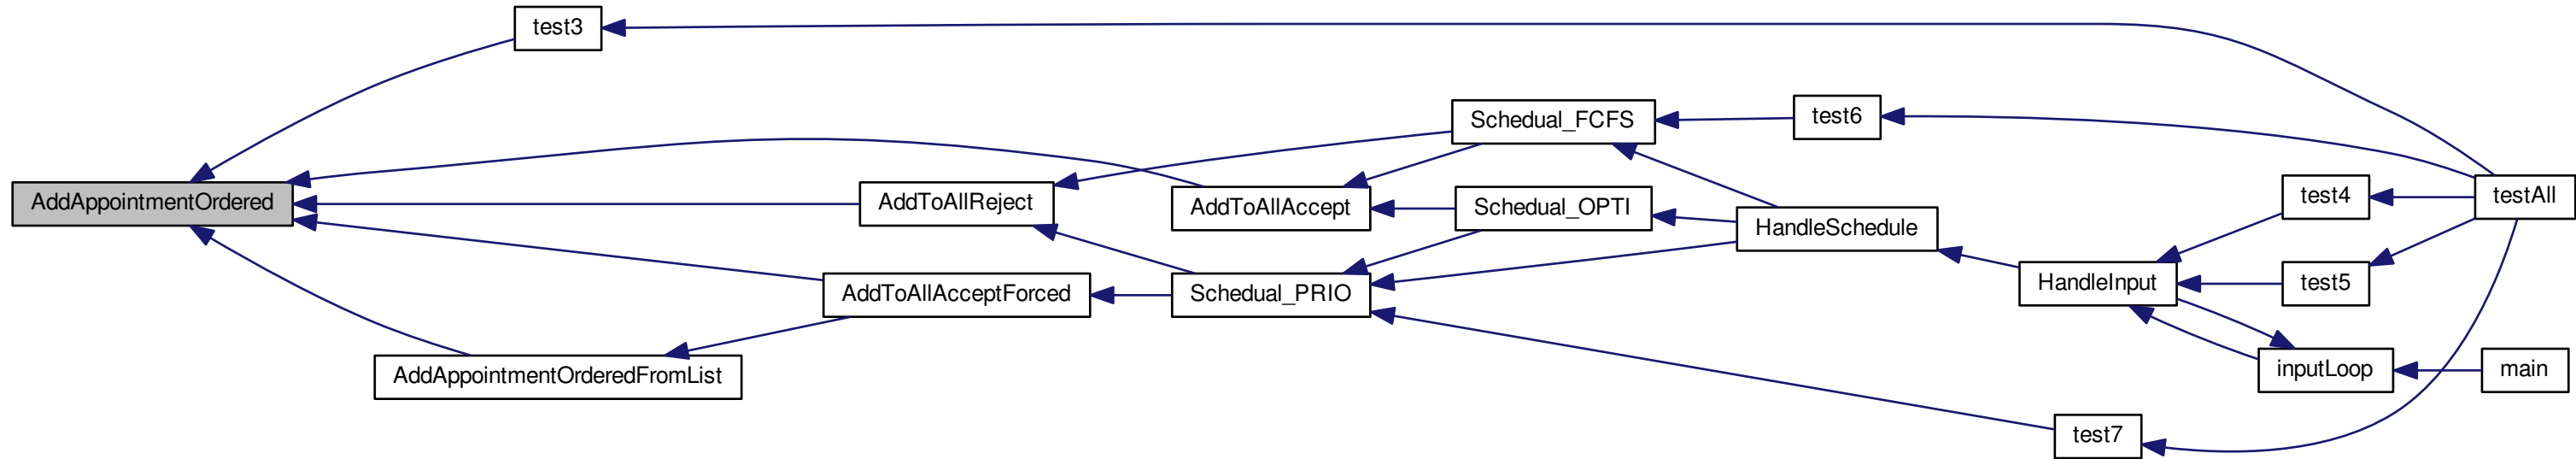 test3
Schedual_FCFS
test6
AddAppointmentOrdered
AddToAllReject
AddToAllAccept
Schedual_OPTI
HandleSchedule
test4
testAll
AddToAllAcceptForced
Schedual_PRIO
HandleInput
test5
AddAppointmentOrderedFromList
inputLoop
main
test7